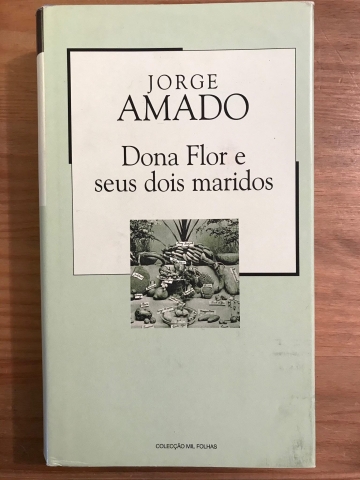 JORGE
AMADO
Dona Flor e
seus dois maridos
COLECÇÃO MIL FOLHAS